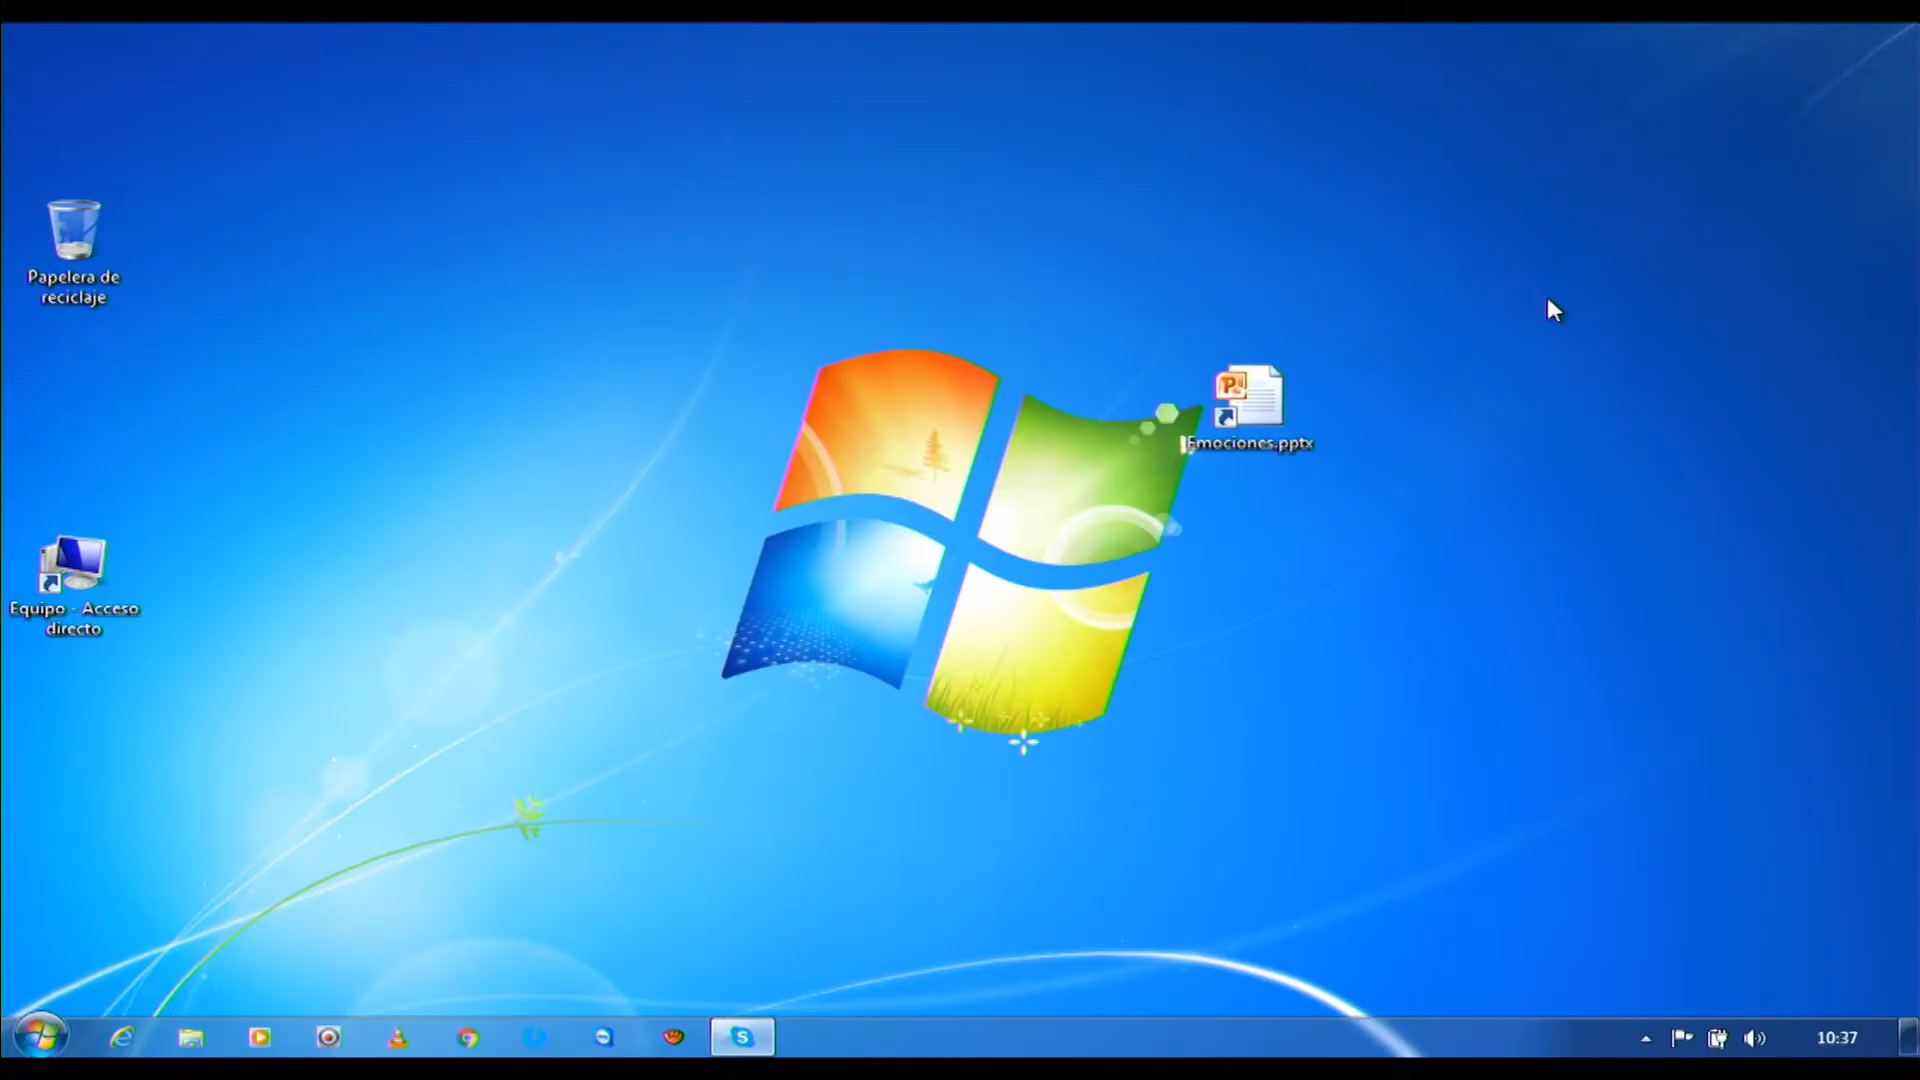 Papelera de
reciclaje
Emociones.pptx
Equipo - Acceso
directo
10:37